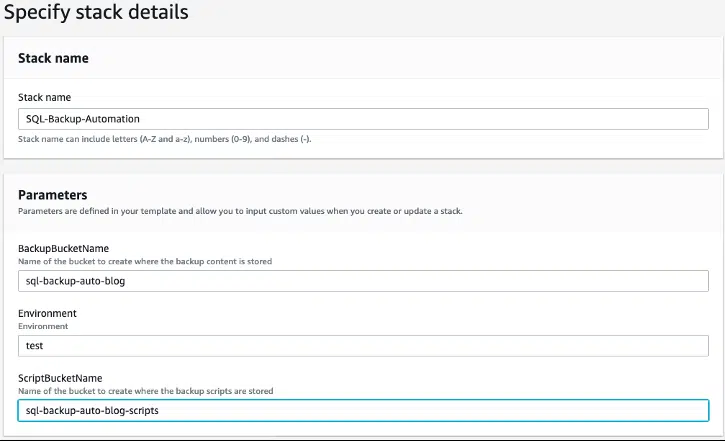 Specify stack details
Stack name
Stack name
SQL-Backup-Automation
Stack name can include letters (A-Z and a-z), numbers (0-9), and dashes (-).
Parameters
Parameters are defined in your template and allow you to input custom values when you create or update a stack.
BackupBucketName
Name of the bucket to create where the backup content is stored
sql-backup-auto-blog
Environment
Environment
test
ScriptBucketName
Name of the bucket to create where the backup scripts are stored
sql-backup-auto-blog-scripts